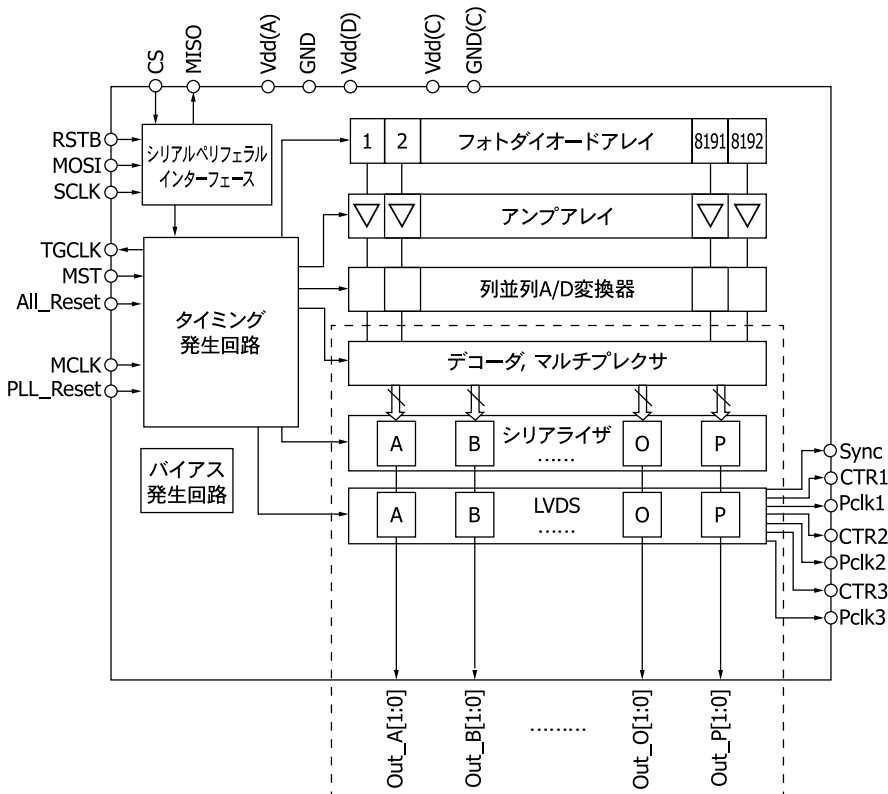 CS
MISO
Vdd(A)
GND
Vdd(D)
Vdd(C)
GND(C)
RSTB
MOSI
SCLK
シリアルペリフェラル
インターフェース
1
2
フォトダイオードアレイ
8191
8192
アンプアレイ
TGCLK
MST
All_Reset
MCLK
PLL_Reset
タイミング
発生回路
列並列A/D変換器
デコーダ, マルチプレクサ
シリアライザ
A
B
......
O
P
バイアス
発生回路
LVDS
A
B
......
O
P
Sync
CTR1
Pclk1
CTR2
Pclk2
CTR3
Pclk3
Out_A[1:0]
Out_B[1:0]
.........
Out_O[1:0]
Out_P[1:0]